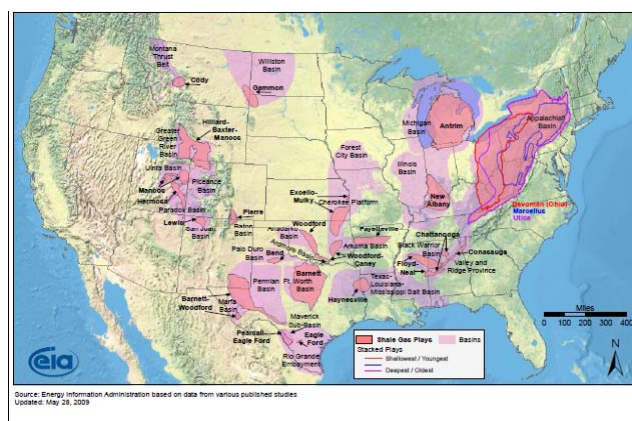 Montana
Thrust
Belt
Cody
Williston
Basin
Gammon
Hilliard-
Baxter-
Mancos
Greater
Green
River
Basin
Uinta Basin
Mancos
Piceance
Basin
Hermosa
Paradox Basin
Lewis
San Juan
Basin
Pierre
Raton
Basin
Anadarko
Basin
Palo Duro
Basin
Bend
Permian
Basin
Barnett-
Woodford
Marfa
Basin
Pearsall-
Eagle Ford
Maverick
Sub-Basin
Eagle
Ford
Rio Grande
Embayment
Barnett
Ft. Worth
Basin
Ardmore Basin
Woodford
Excello-
Mulky
Cherokee Platform
Forest
City Basin
Arkoma Basin
Woodford-
Caney
Fayetteville
Haynesville
Texas-
Louisiana-
Mississippi Salt Basin
Illinois
Basin
New
Albany
Michigan
Basin
Antrim
Appalachian
Basin
Devonian (Ohio)
Marcellus
Utica
Chattanooga
Black Warrior
Basin
Floyd-
Neal
Conasauga
Valley and
Ridge Province
Miles
0 100 200 300 400
N
Shale Gas Plays Basins
Stacked Plays
Shallowest / Youngest
Deepest / Oldest
eia
Source: Energy Information Administration based on data from various published studies
Updated: May 28, 2009